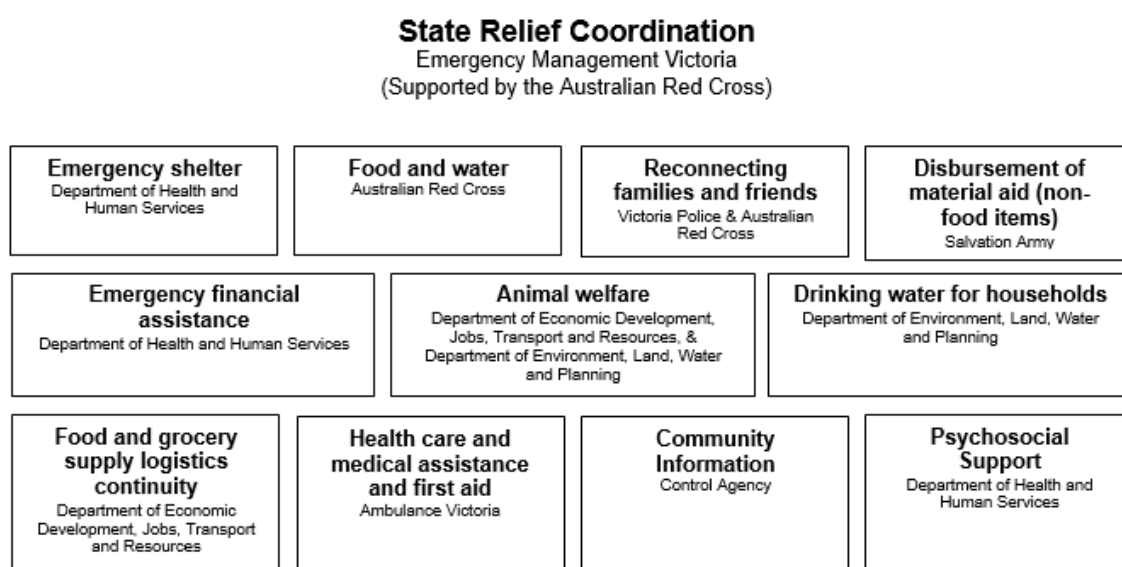 State Relief Coordination
Emergency Management Victoria
(Supported by the Australian Red Cross)
Emergency shelter
Department of Health and
Human Services
Food and water
Australian Red Cross
Reconnecting
families and friends
Victoria Police & Australian
Red Cross
Disbursement of
material aid (non-
food items)
Salvation Army
Emergency financial
assistance
Department of Health and Human Services
Animal welfare
Department of Economic Development,
Jobs, Transport and Resources, &
Department of Environment, Land, Water
and Planning
Drinking water for households
Department of Environment, Land, Water
and Planning
Food and grocery
supply logistics
continuity
Department of Economic
Development, Jobs, Transport
and Resources
Health care and
medical assistance
and first aid
Ambulance Victoria
Community
Information
Control Agency
Psychosocial
Support
Department of Health and
Human Services